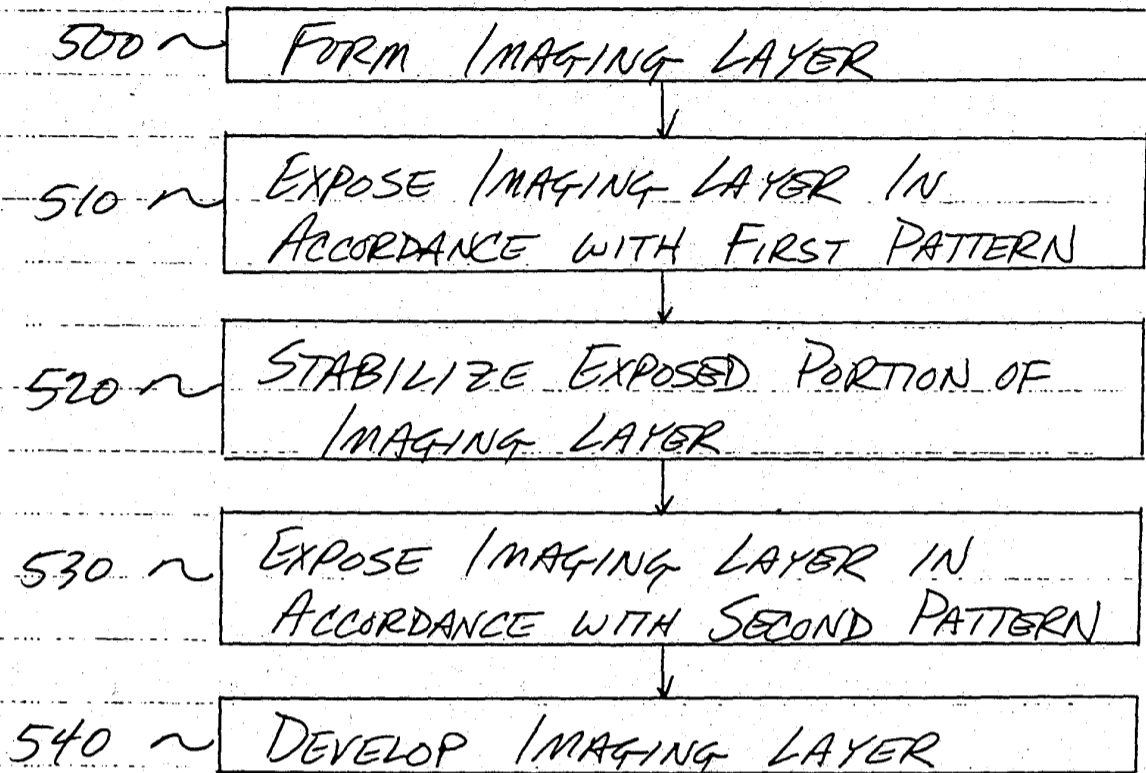 500 ~ FORM IMAGING LAYER
EXPOSE IMAGING LAYER IN
510 ~ ACCORDANCE WITH FIRST PATTERN
STABILIZE EXPOSED PORTION OF
520 ~ IMAGING LAYER
530 ~ EXPOSE IMAGING LAYER IN
ACCORDANCE WITH SECOND PATTERN
540 ~ DEVELOP IMAGING LAYER